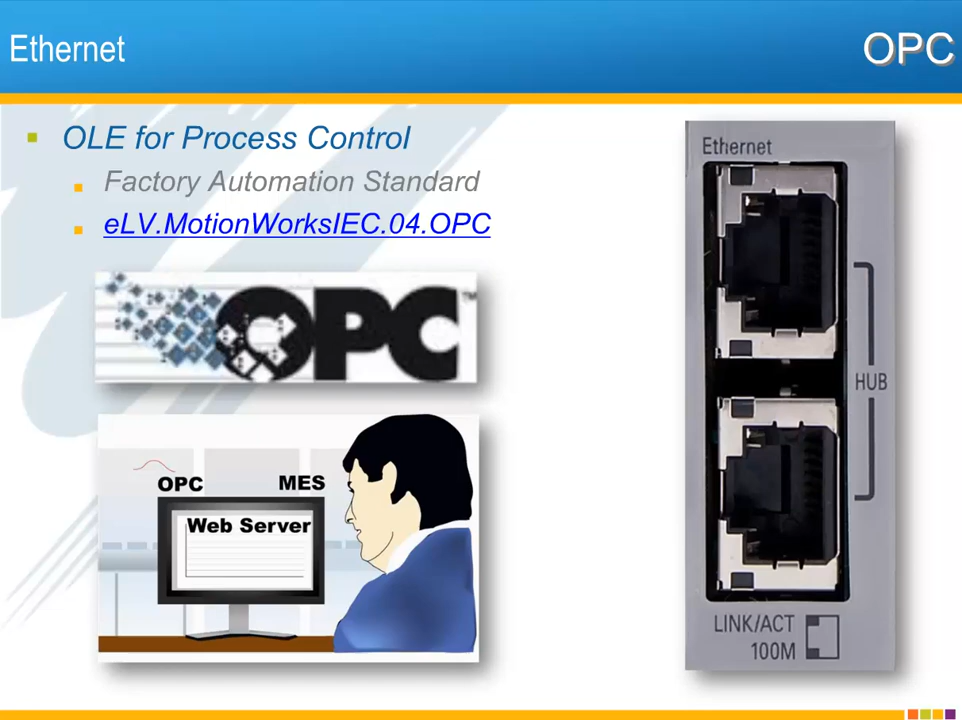 Ethernet
OPC
OLE for Process Control
Factory Automation Standard
eLV.MotionWorksIEC.04.OPC
OPC™
OPC
MES
Web Server
Ethernet
HUB
LINK/ACT
100M